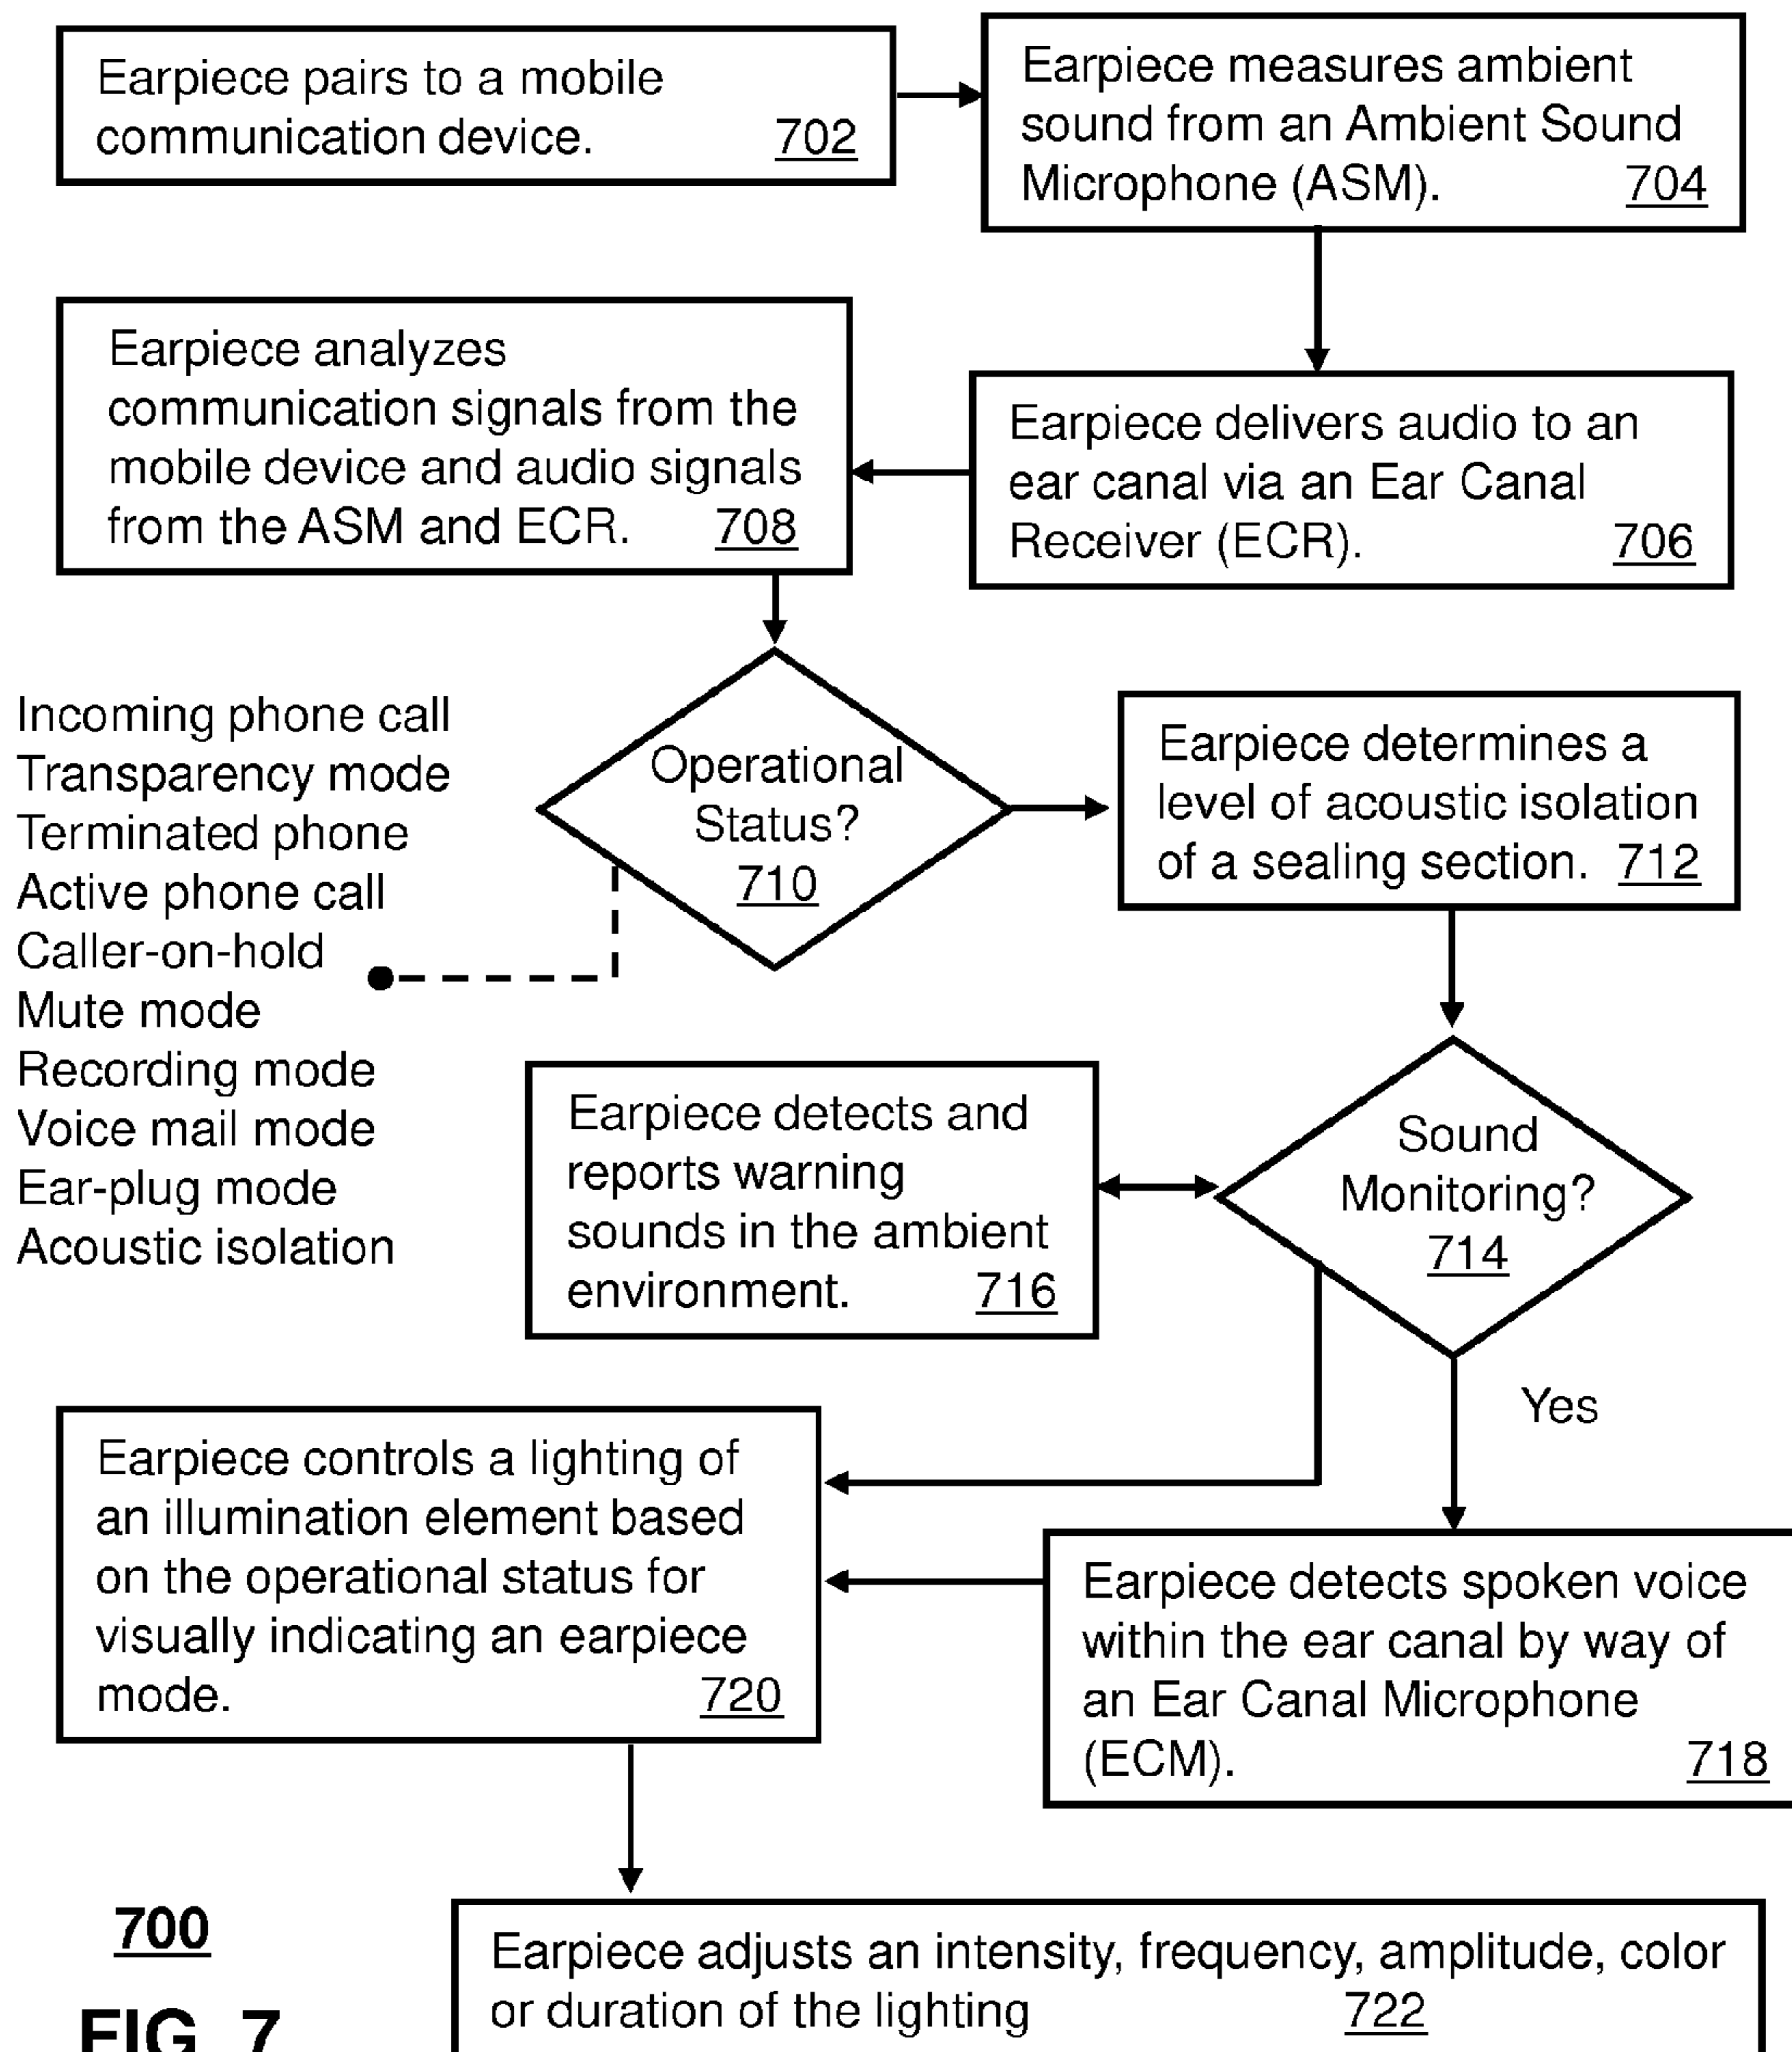 Earpiece pairs to a mobile
communication device. 702
Earpiece measures ambient
sound from an Ambient Sound
Microphone (ASM). 704
Earpiece analyzes
communication signals from the
mobile device and audio signals
from the ASM and ECR. 708
Earpiece delivers audio to an
ear canal via an Ear Canal
Receiver (ECR). 706
Incoming phone call
Transparency mode
Terminated phone
Active phone call
Caller-on-hold
Mute mode
Recording mode
Voice mail mode
Ear-plug mode
Acoustic isolation
Operational
Status?
710
Earpiece determines a
level of acoustic isolation
of a sealing section. 712
Earpiece detects and
reports warning
sounds in the ambient
environment. 716
Sound
Monitoring?
714
Yes
Earpiece controls a lighting of
an illumination element based
on the operational status for
visually indicating an earpiece
mode. 720
Earpiece detects spoken voice
within the ear canal by way of
an Ear Canal Microphone
(ECM). 718
700
FIG. 7
Earpiece adjusts an intensity, frequency, amplitude, color
or duration of the lighting 722